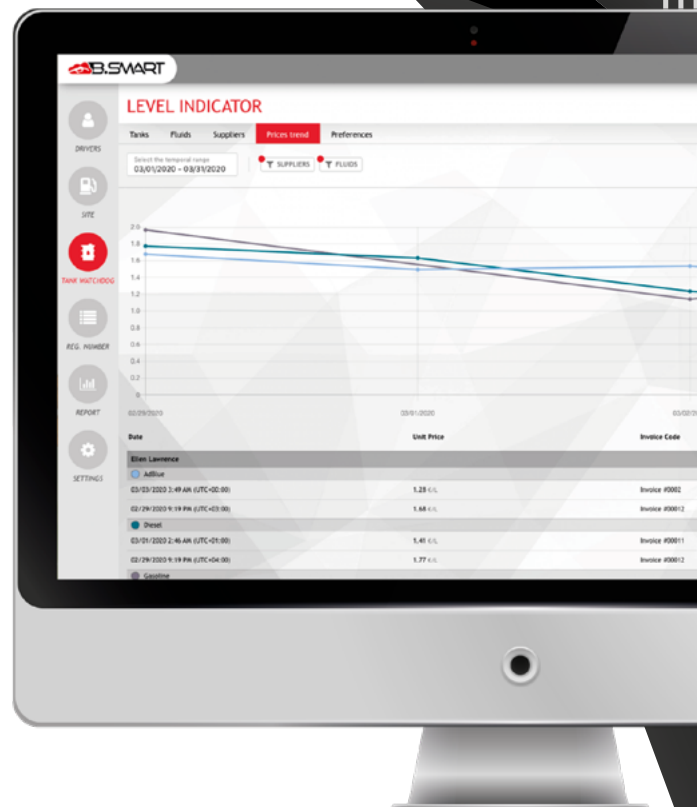 B.SMART
LEVEL INDICATOR
Tanks Fluids Suppliers Prices trend Preferences
Select the temporal range
03/01/2020 - 03/31/2020
SUPPLIERS FLUIDS
DRIVERS
SITE
TANK WATCHDOG
REG. NUMBER
REPORT
SETTINGS
2.0
1.8
1.6
1.4
1.2
1.0
0.8
0.6
0.4
0.2
0
02/29/2020 03/01/2020
Date Unit Price Invoice Code
Ellen Lawrence
AdBlue
03/03/2020 3:49 AM (UTC+00:00) 1.23 €/L Invoice #0002
02/29/2020 9:19 PM (UTC+03:00) 1.68 €/L Invoice #00012
Diesel
03/01/2020 2:46 AM (UTC+01:00) 1.41 €/L Invoice #00011
02/29/2020 9:19 PM (UTC+04:00) 1.77 €/L Invoice #00012
Gasoline